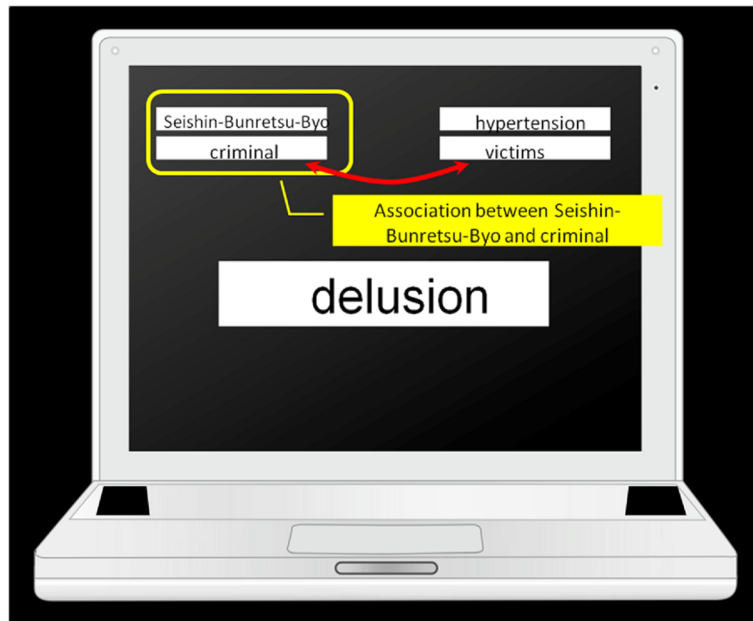 Seishin-Bunretsu-Byo
hypertension
criminal
victims
Association between Seishin-
Bunretsu-Byo and criminal
delusion